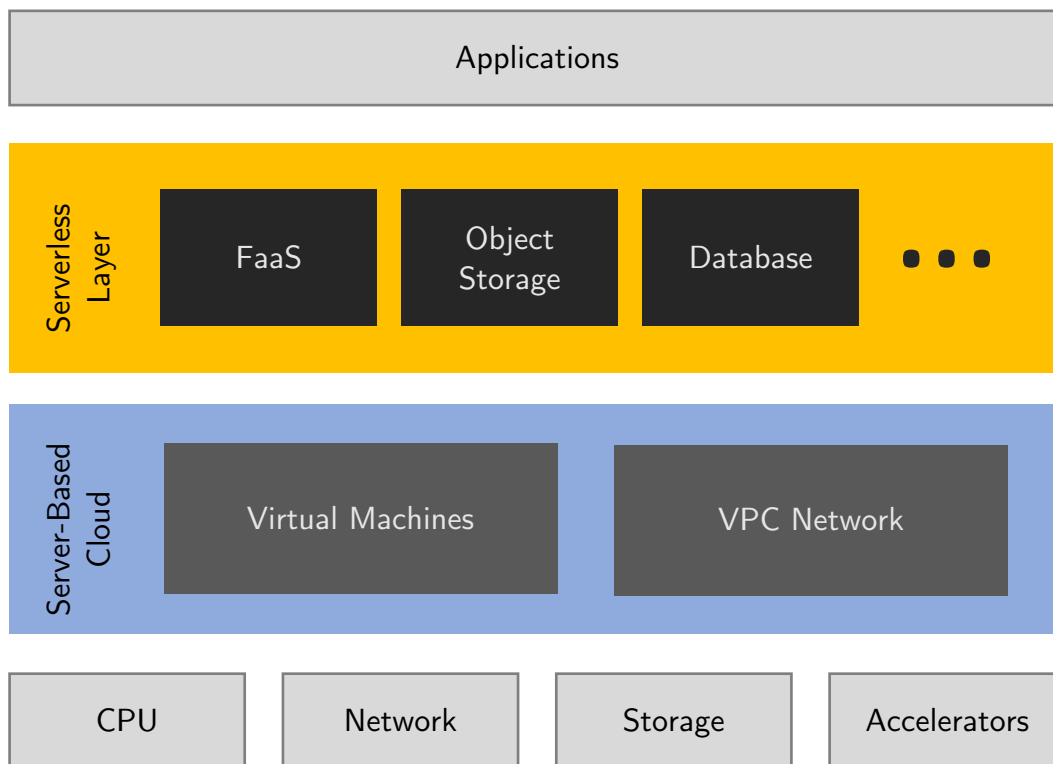 Applications
Serverless
Layer
FaaS
Object
Storage
Database
Server-Based
Cloud
Virtual Machines
VPC Network
CPU
Network
Storage
Accelerators